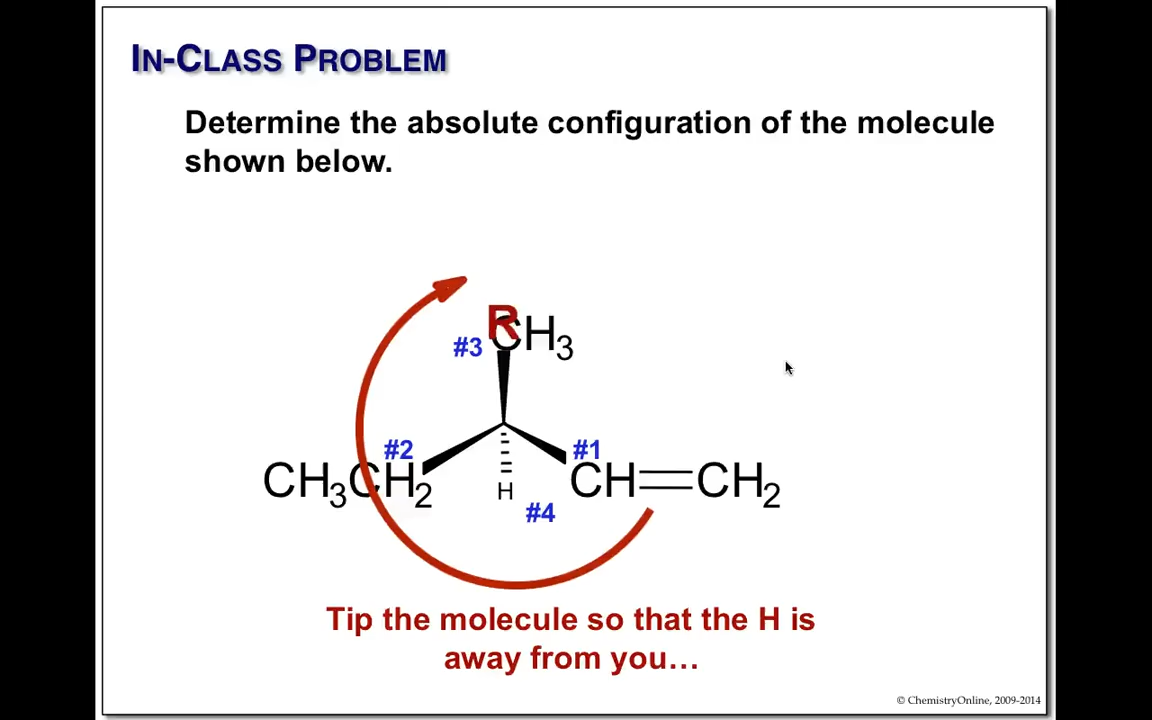 IN-CLASS PROBLEM
Determine the absolute configuration of the molecule
shown below.
R
#3 CH3
#2 #1
CH3CH2 H CH=CH2
#4
Tip the molecule so that the H is
away from you…
© ChemistryOnline, 2009-2014